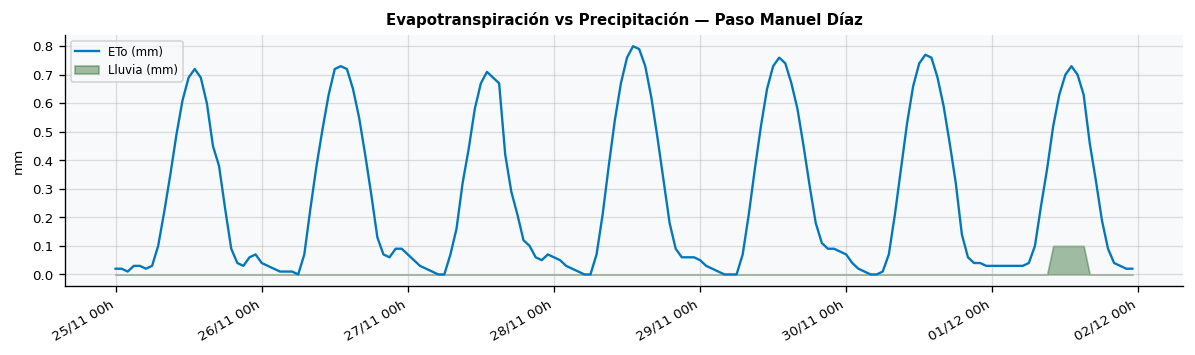 Evapotranspiración vs Precipitación — Paso Manuel Díaz
ETo (mm)
Lluvia (mm)
mm
0.8
0.7
0.6
0.5
0.4
0.3
0.2
0.1
0.0
25/11 00h
26/11 00h
27/11 00h
28/11 00h
29/11 00h
30/11 00h
01/12 00h
02/12 00h